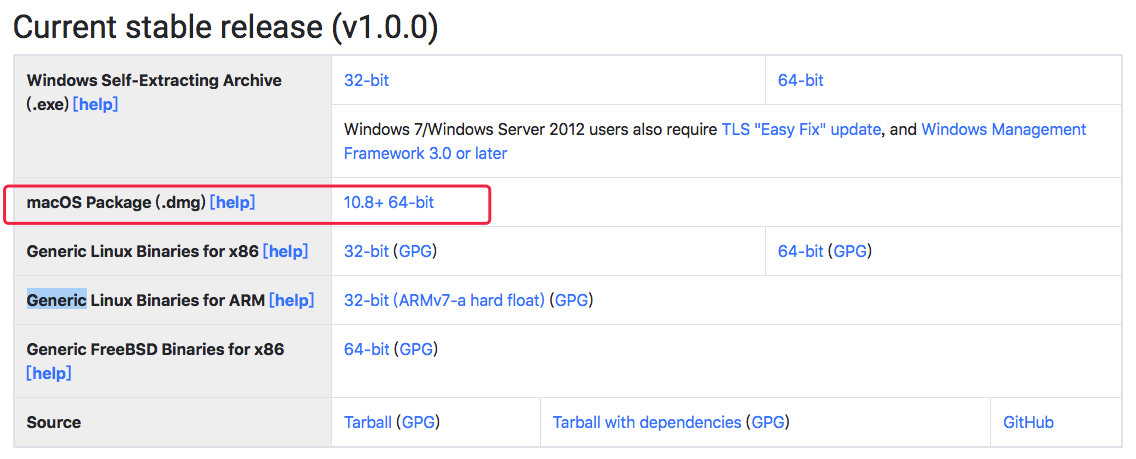 Current stable release (v1.0.0)
Windows Self-Extracting Archive
(.exe) [help]
32-bit
64-bit
Windows 7/Windows Server 2012 users also require TLS "Easy Fix" update, and Windows Management
Framework 3.0 or later
macOS Package (.dmg) [help]
10.8+ 64-bit
Generic Linux Binaries for x86 [help]
32-bit (GPG)
64-bit (GPG)
Generic Linux Binaries for ARM [help]
32-bit (ARMv7-a hard float) (GPG)
Generic FreeBSD Binaries for x86
[help]
64-bit (GPG)
Source
Tarball (GPG)
Tarball with dependencies (GPG)
GitHub